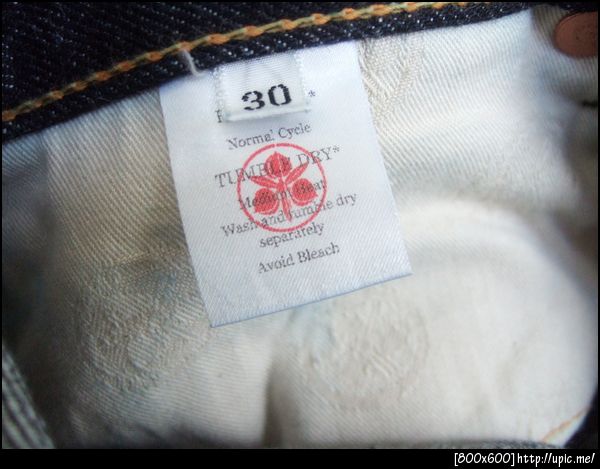 30
*
Normal Cycle
TUMBLE DRY*
Medium Heat
Wash and tumble dry
separately
Avoid Bleach
[800x600]http://upic.me/